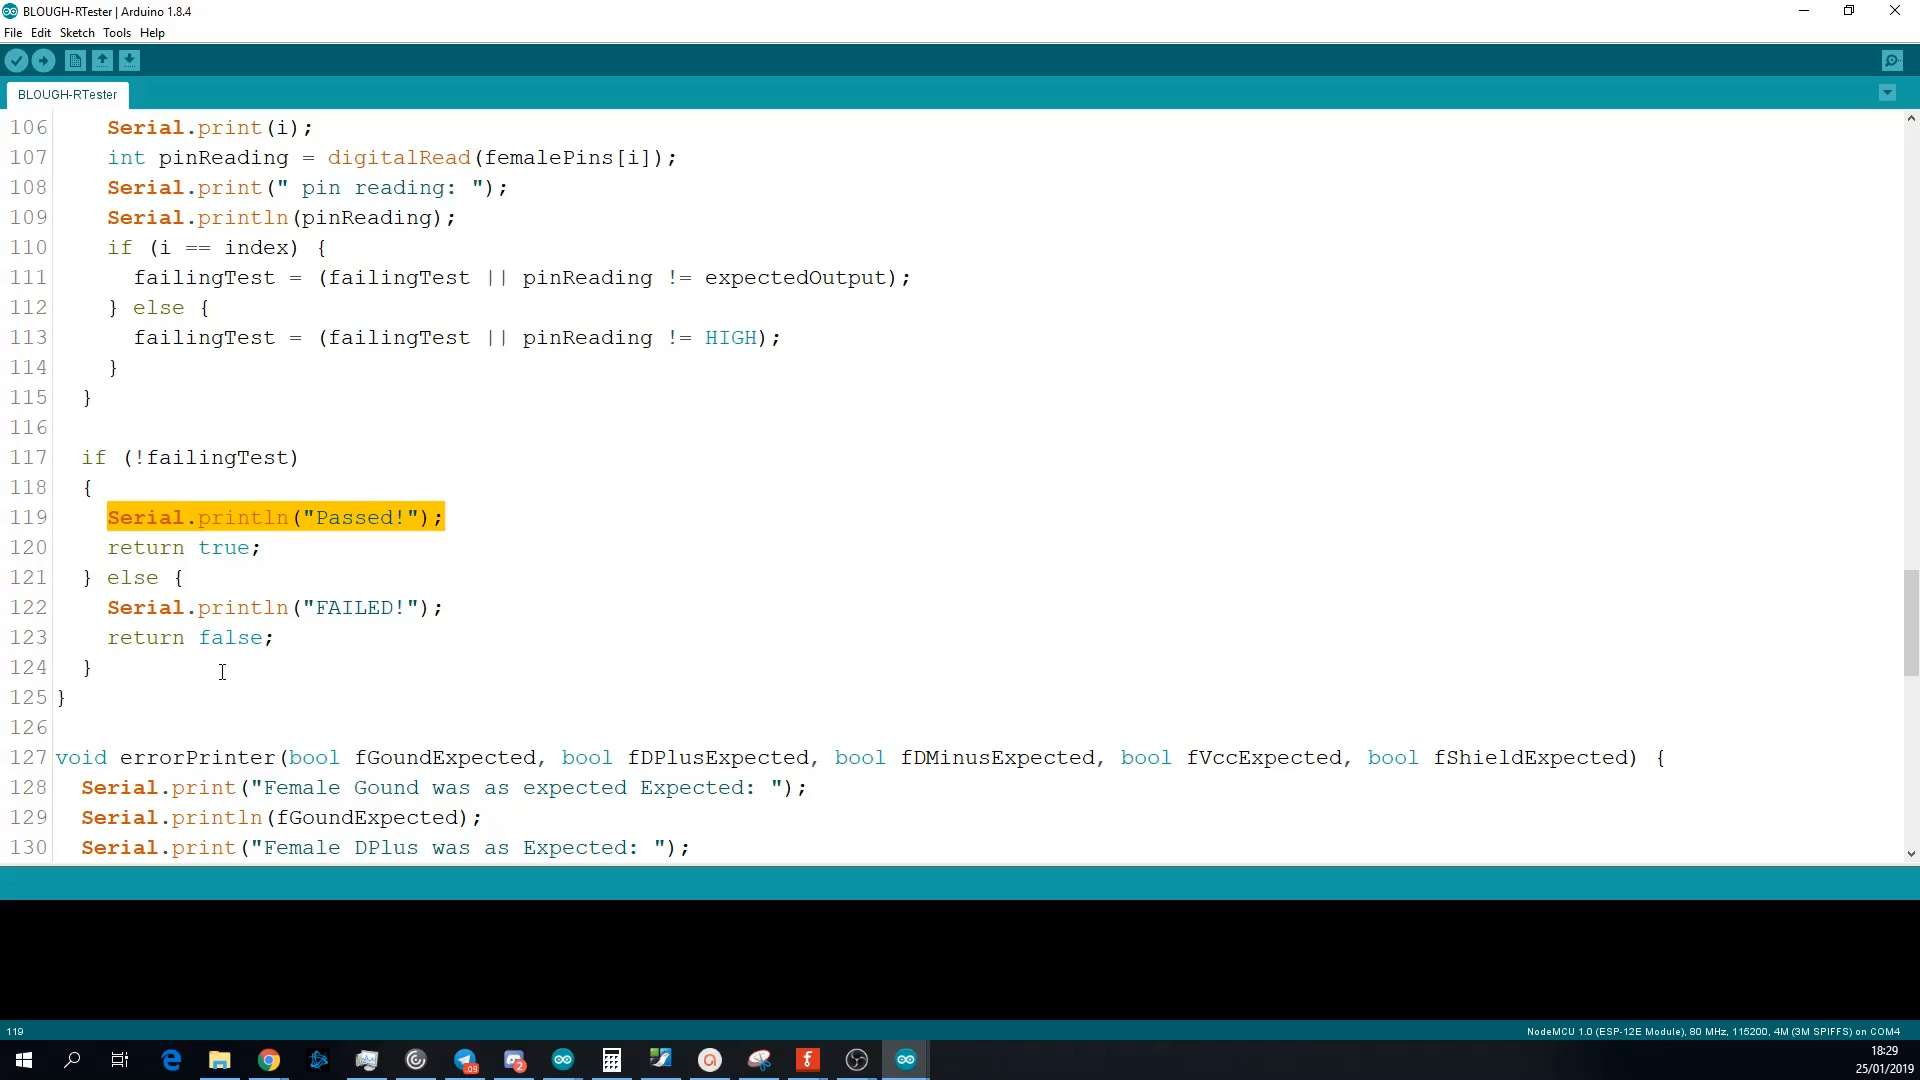 BLOUGH-RTester | Arduino 1.8.4
File Edit Sketch Tools Help
BLOUGH-RTester
106     Serial.print(i);
107     int pinReading = digitalRead(femalePins[i]);
108     Serial.print(" pin reading: ");
109     Serial.println(pinReading);
110     if (i == index) {
111       failingTest = (failingTest || pinReading != expectedOutput);
112     } else {
113       failingTest = (failingTest || pinReading != HIGH);
114     }
115   }
116
117   if (!failingTest)
118   {
119     Serial.println("Passed!");
120     return true;
121   } else {
122     Serial.println("FAILED!");
123     return false;
124   }
125 }
126
127 void errorPrinter(bool fGoundExpected, bool fDPlusExpected, bool fDMinusExpected, bool fVccExpected, bool fShieldExpected) {
128   Serial.print("Female Gound was as expected Expected: ");
129   Serial.println(fGoundExpected);
130   Serial.print("Female DPlus was as Expected: ");
119
NodeMCU 1.0 (ESP-12E Module), 80 MHz, 115200, 4M (3M SPIFFS) on COM4
18:29
25/01/2019